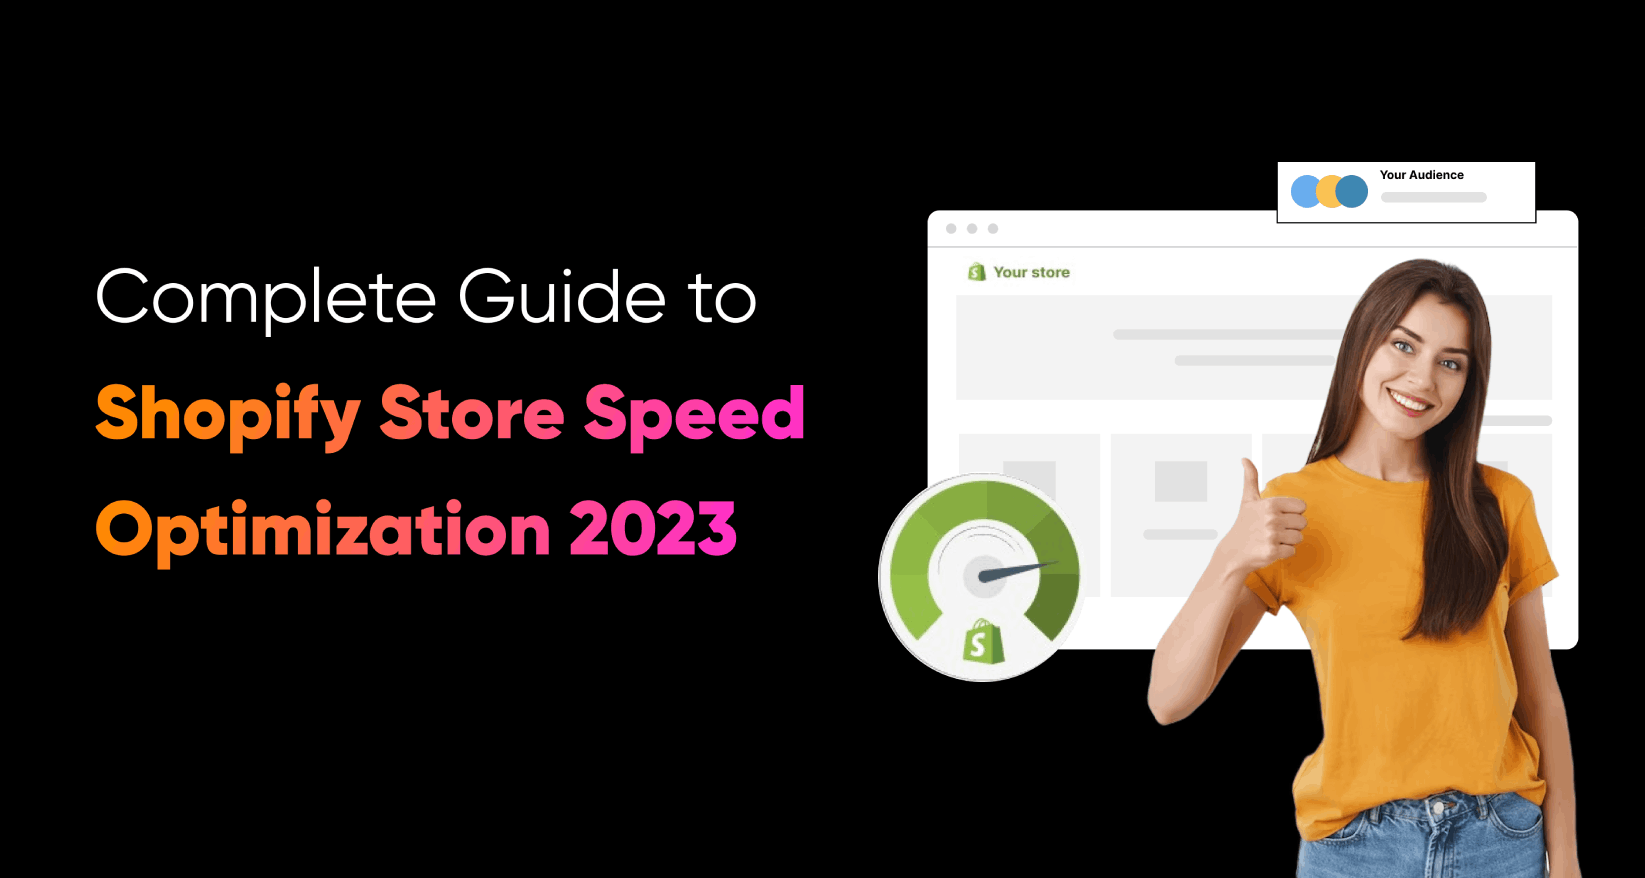 Complete Guide to
Shopify Store Speed
Optimization 2023
Your Audience
S Your store
S